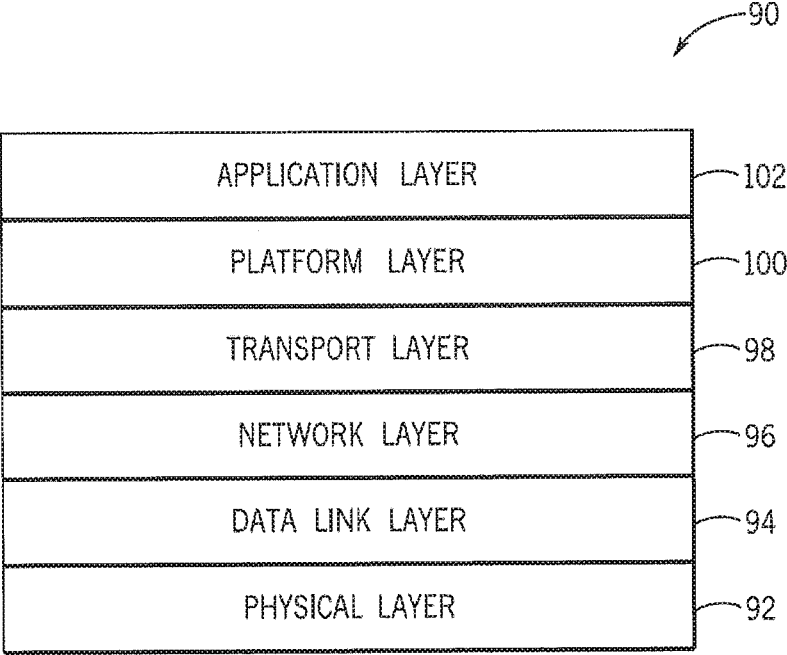 90
APPLICATION LAYER 102
PLATFORM LAYER 100
TRANSPORT LAYER 98
NETWORK LAYER 96
DATA LINK LAYER 94
PHYSICAL LAYER 92